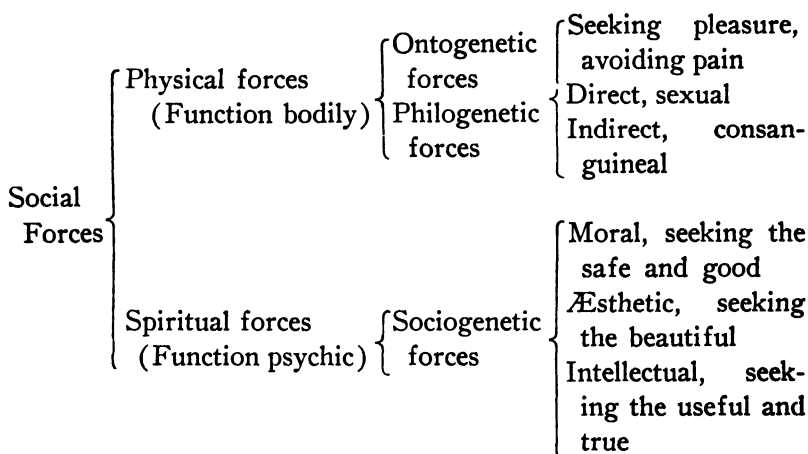 Social
Forces
Physical forces
(Function bodily)
Ontogenetic
forces
Philogenetic
forces
Seeking pleasure,
avoiding pain
Direct, sexual
Indirect, consan-
guineal
Spiritual forces
(Function psychic)
Sociogenetic
forces
Moral, seeking the
safe and good
Æsthetic, seeking
the beautiful
Intellectual, seek-
ing the useful and
true